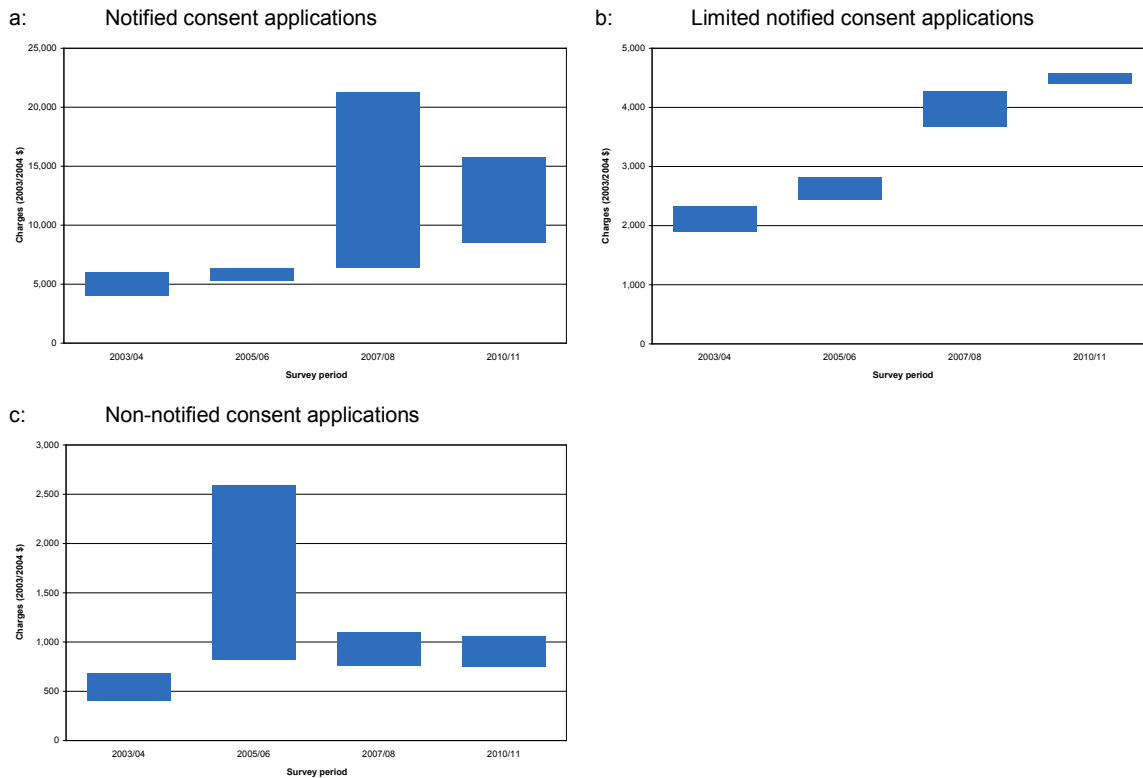 a: Notified consent applications
25,000
20,000
15,000
10,000
5,000
0
Charges (2003/2004 $)
2003/04 2005/06 2007/08 2010/11
Survey period
b: Limited notified consent applications
5,000
4,000
3,000
2,000
1,000
0
Charges (2003/2004 $)
2003/04 2005/06 2007/08 2010/11
Survey period
c: Non-notified consent applications
3,000
2,500
2,000
1,500
1,000
500
0
Charges (2003/2004 $)
2003/04 2005/06 2007/08 2010/11
Survey period